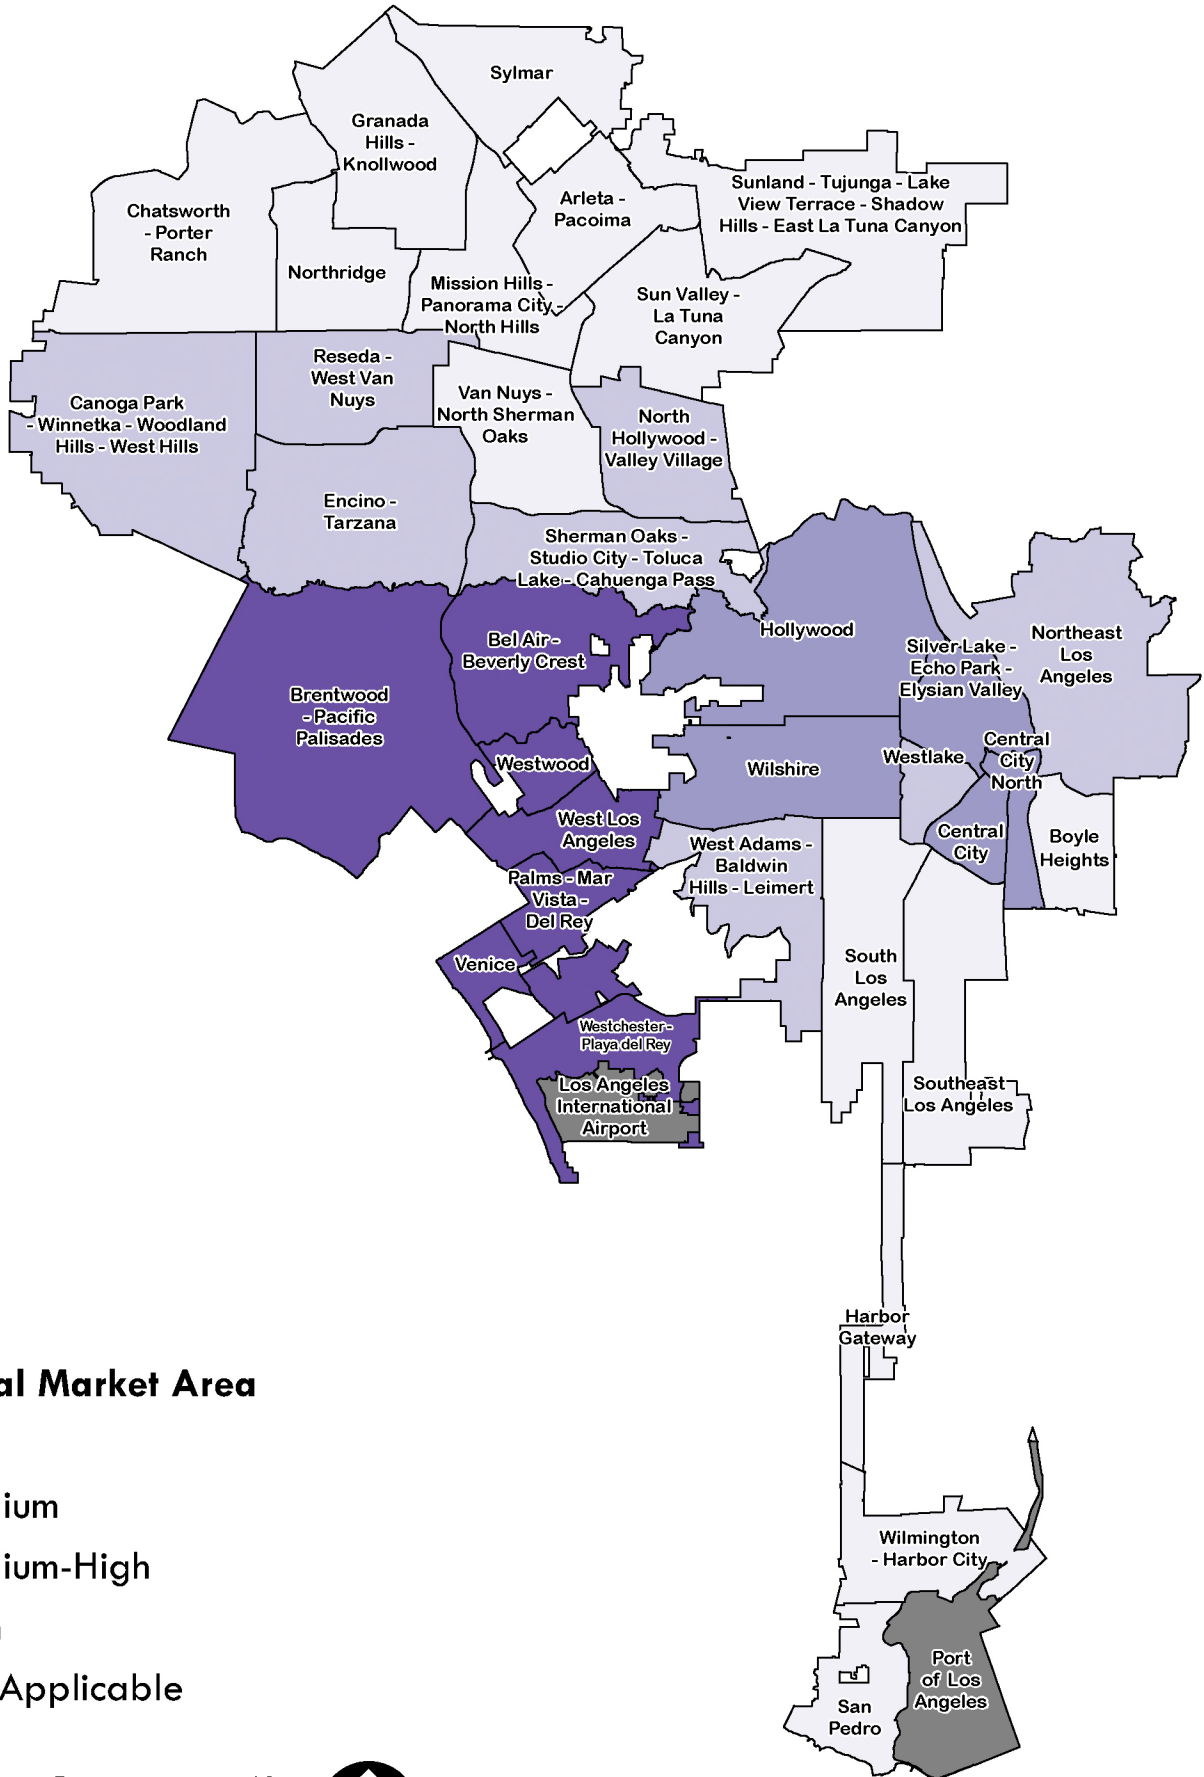 Sylmar
Granada
Hills -
Knollwood
Arleta -
Pacoima
Sunland - Tujunga - Lake
View Terrace - Shadow
Hills - East La Tuna Canyon
Chatsworth
- Porter
Ranch
Northridge
Mission Hills -
Panorama City -
North Hills
Sun Valley -
La Tuna
Canyon
Reseda -
West Van
Nuys
Canoga Park
- Winnetka - Woodland
Hills - West Hills
Van Nuys -
North Sherman
Oaks
North
Hollywood -
Valley Village
Encino -
Tarzana
Sherman Oaks -
Studio City - Toluca
Lake - Cahuenga Pass
Hollywood
Bel Air -
Beverly Crest
Silver Lake -
Echo Park -
Elysian Valley
Northeast
Los
Angeles
Brentwood
- Pacific
Palisades
Westwood
Wilshire
Westlake
Central
City
North
West Los
Angeles
Central
City
Boyle
Heights
West Adams -
Baldwin
Hills - Leimert
Palms - Mar
Vista -
Del Rey
Venice
South
Los
Angeles
Westchester -
Playa del Rey
Los Angeles
International
Airport
Southeast
Los Angeles
Harbor
Gateway
al Market Area
ium
ium-High
Applicable
Wilmington
- Harbor City
Port
of Los
Angeles
San
Pedro